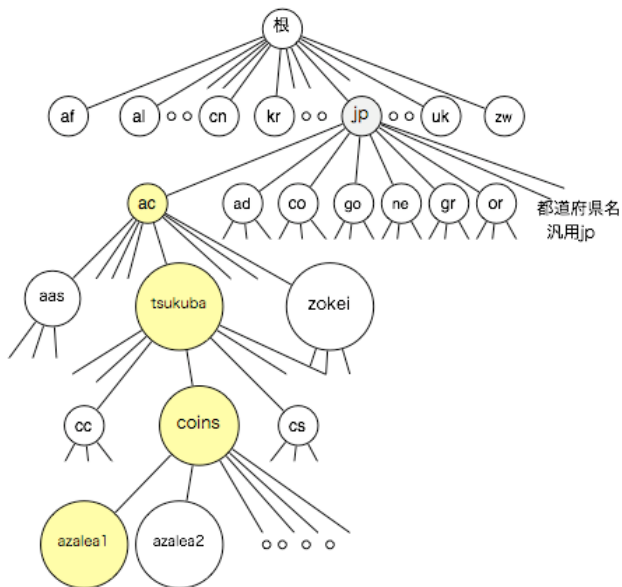 根
af
al
cn
kr
jp
uk
zw
ac
ad
co
go
ne
gr
or
都道府県名
汎用jp
aas
tsukuba
zokei
cc
coins
cs
azalea1
azalea2